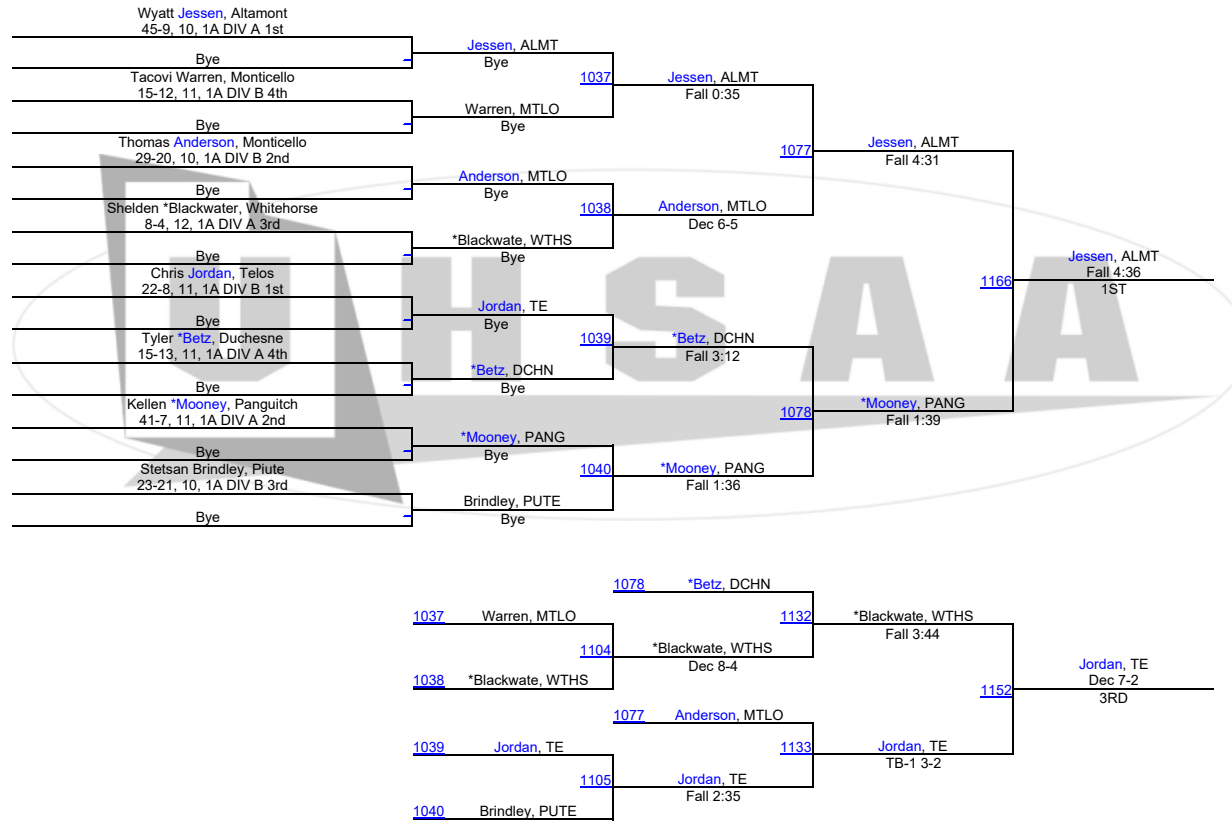 Wyatt Jessen, Altamont
45-9, 10, 1A DIV A 1st
Bye
Tacovi Warren, Monticello
15-12, 11, 1A DIV B 4th
Bye
Thomas Anderson, Monticello
29-20, 10, 1A DIV B 2nd
Bye
Shelden *Blackwater, Whitehorse
8-4, 12, 1A DIV A 3rd
Bye
Chris Jordan, Telos
22-8, 11, 1A DIV B 1st
Bye
Tyler *Betz, Duchesne
15-13, 11, 1A DIV A 4th
Bye
Kellen *Mooney, Panguitch
41-7, 11, 1A DIV A 2nd
Bye
Stetsan Brindley, Piute
23-21, 10, 1A DIV B 3rd
Bye
Jessen, ALMT
Bye
1037
Warren, MTLO
Bye
Anderson, MTLO
Bye
1038
*Blackwate, WTHS
Bye
Jordan, TE
Bye
1039
*Betz, DCHN
Bye
*Mooney, PANG
Bye
1040
Brindley, PUTE
Bye
Jessen, ALMT
Fall 0:35
1077
Anderson, MTLO
Dec 6-5
*Betz, DCHN
Fall 3:12
1078
*Mooney, PANG
Fall 1:36
Jessen, ALMT
Fall 4:31
1166
*Mooney, PANG
Fall 1:39
Jessen, ALMT
Fall 4:36
1ST
UHSAA
1078 *Betz, DCHN
1037 Warren, MTLO
1132
1104
1038 *Blackwate, WTHS
*Blackwate, WTHS
Dec 8-4
*Blackwate, WTHS
Fall 3:44
1077 Anderson, MTLO
1039 Jordan, TE
1133
1105
1040 Brindley, PUTE
Jordan, TE
Fall 2:35
Jordan, TE
TB-1 3-2
1152
Jordan, TE
Dec 7-2
3RD